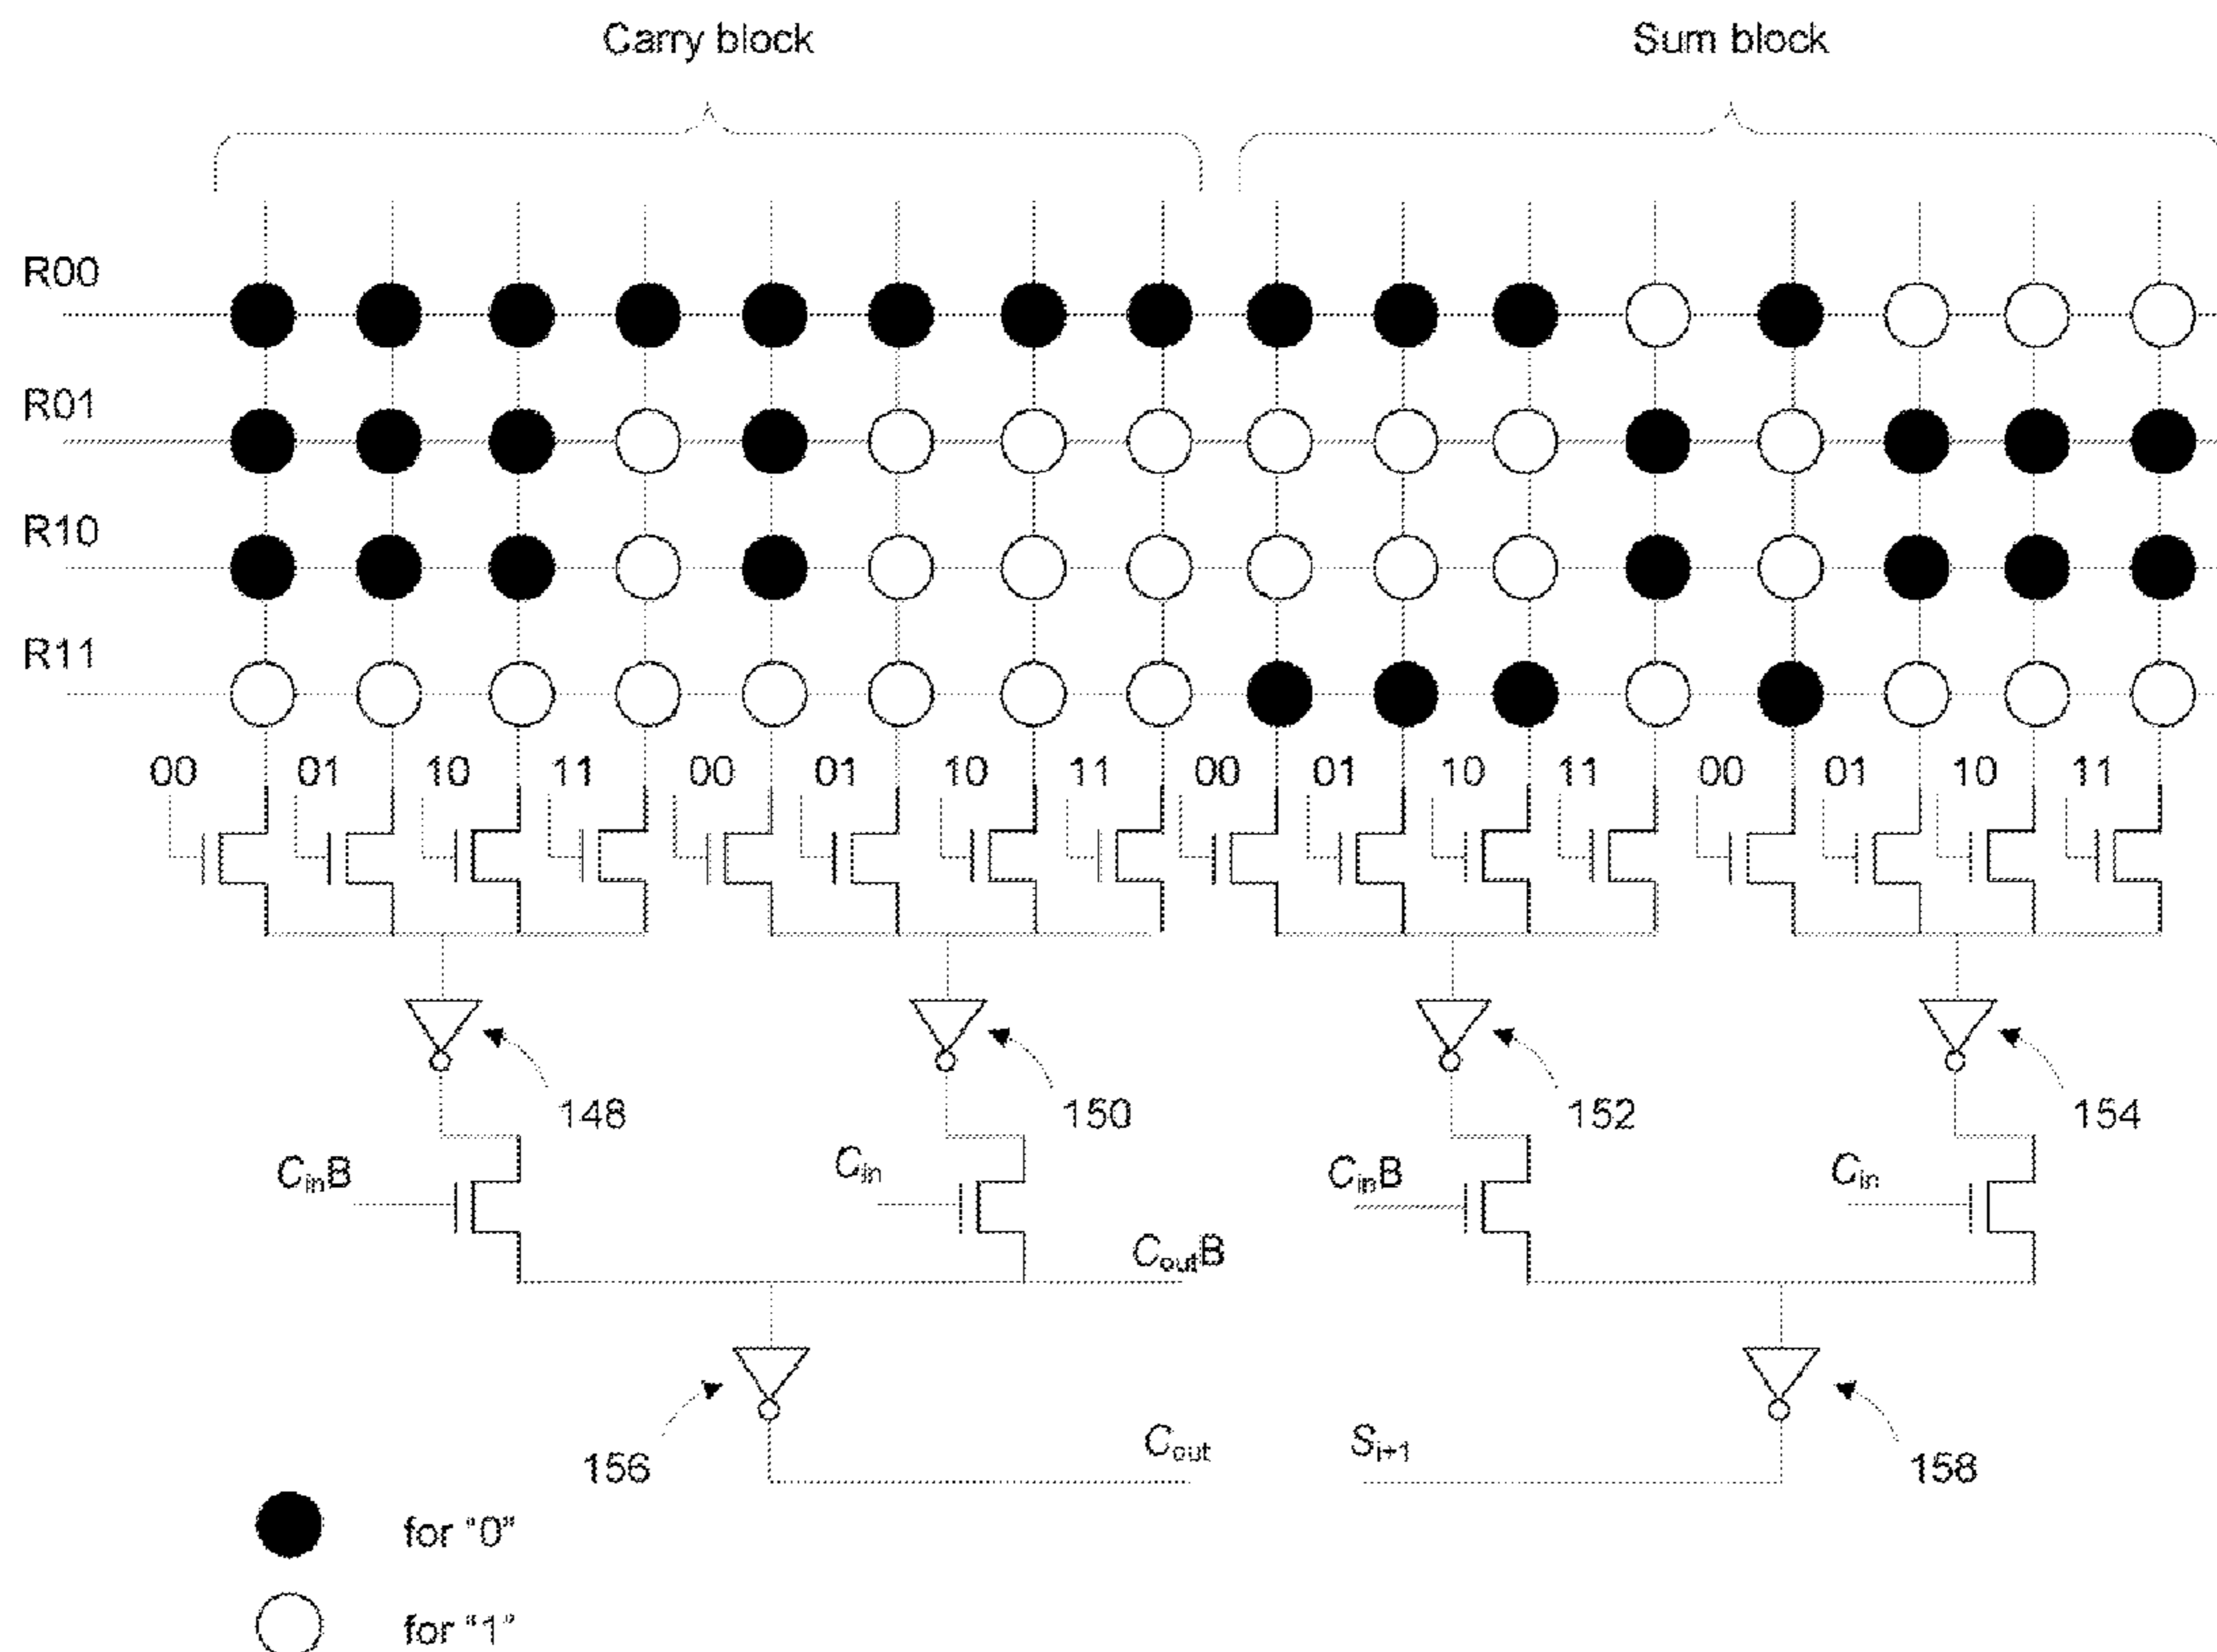 Carry block Sum block
R00
R01
R10
R11
00 01 10 11 00 01 10 11 00 01 10 11 00 01 10 11
148 150 152 154
CinB Cin CinB Cin
CoutB
156 Cout Si+1 158
for "0"
for "1"